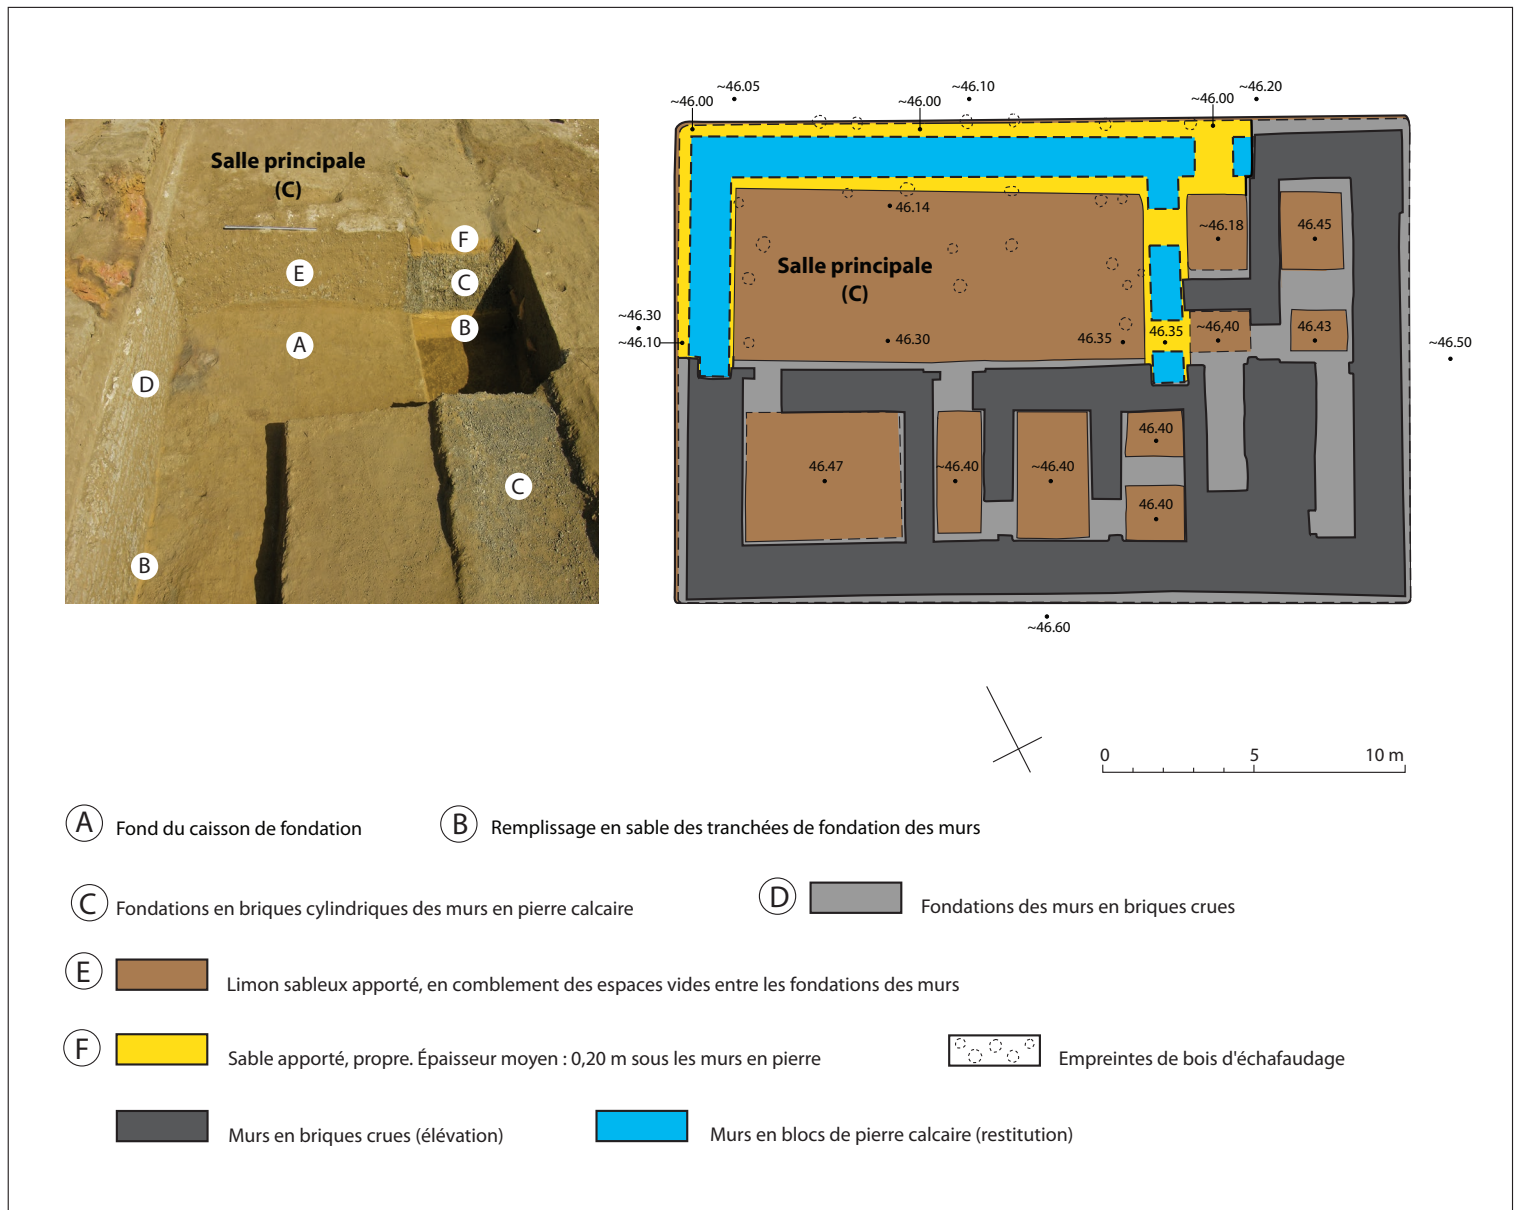 Salle principale
(C)
F
E
C
B
A
D
C
B
~46.05
~46.00
~46.10
~46.00
~46.20
~46.00
46.14
~46.18
46.45
Salle principale
(C)
~46.30
~46.10
46.30
46.35
46.35
~46,40
46.43
~46.50
46.47
~46.40
~46.40
46.40
46.40
~46.60
0 5 10 m
A Fond du caisson de fondation
B Remplissage en sable des tranchées de fondation des murs
C Fondations en briques cylindriques des murs en pierre calcaire
D Fondations des murs en briques crues
E Limon sableux apporté, en comblement des espaces vides entre les fondations des murs
F Sable apporté, propre. Épaisseur moyen : 0,20 m sous les murs en pierre
Empreintes de bois d'échafaudage
Murs en briques crues (élévation)
Murs en blocs de pierre calcaire (restitution)